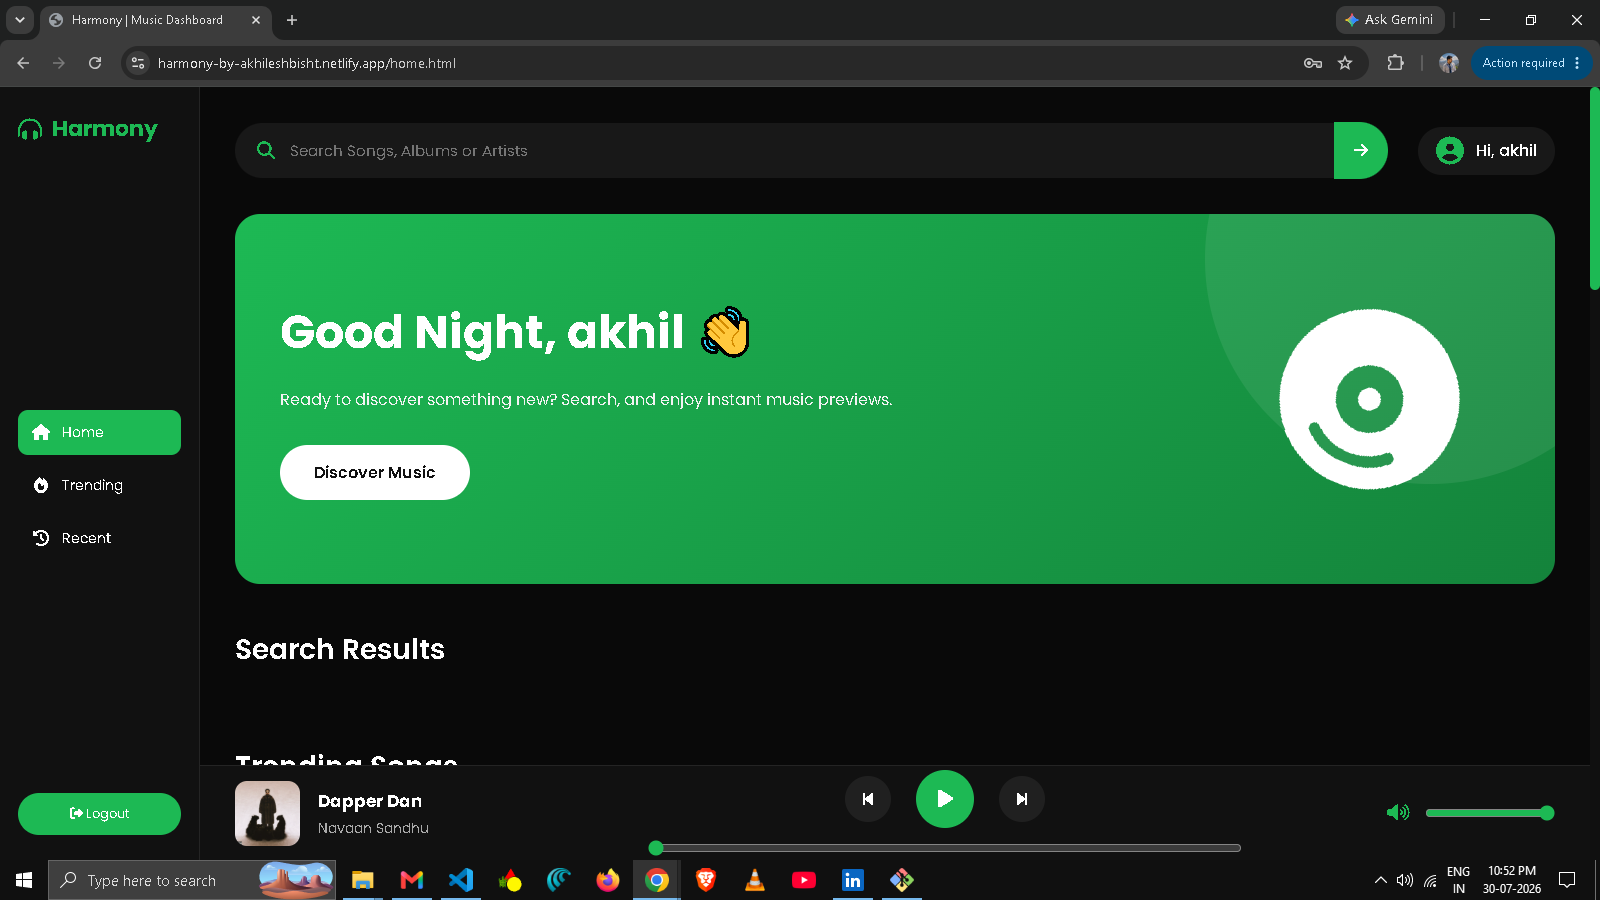 Harmony | Music Dashboard
Ask Gemini
harmony-by-akhileshbisht.netlify.app/home.html
Action required
Harmony
Search Songs, Albums or Artists
Hi, akhil
Good Night, akhil 👋
Ready to discover something new? Search, and enjoy instant music previews.
Discover Music
Home
Trending
Recent
Search Results
Trending Songs
Logout
Dapper Dan
Navaan Sandhu
Type here to search
ENG
IN
10:52 PM
30-07-2026